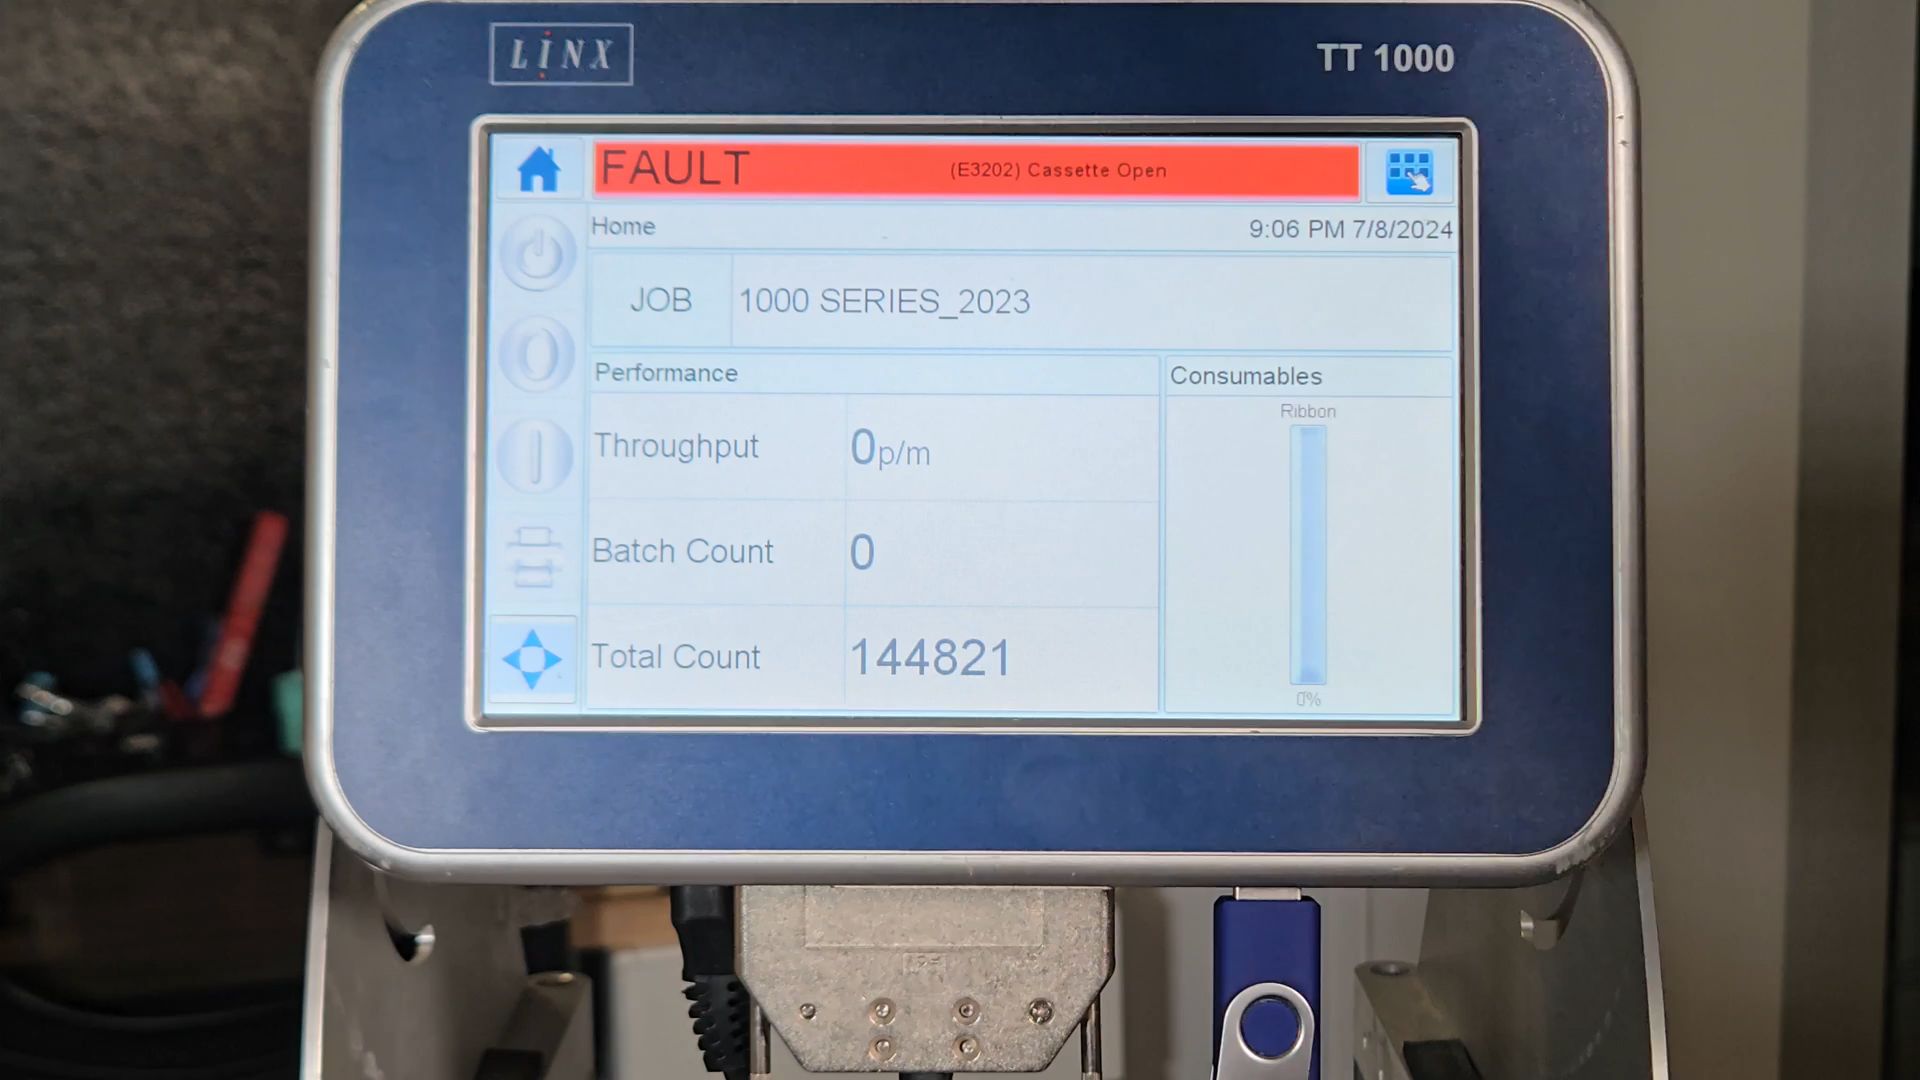 LINX
TT 1000
FAULT (E3202) Cassette Open
Home 9:06 PM 7/8/2024
JOB 1000 SERIES_2023
Performance
Consumables
Ribbon
Throughput 0p/m
Batch Count 0
Total Count 144821
0%